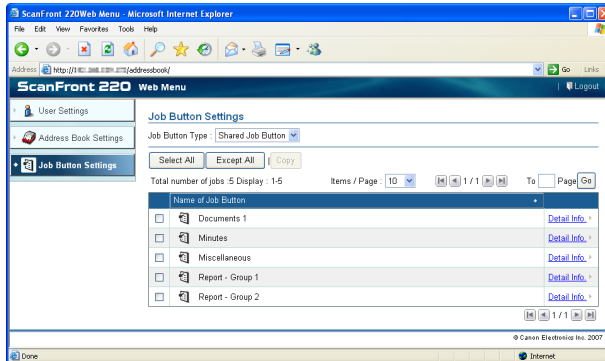 ScanFront 220Web Menu - Microsoft Internet Explorer
File Edit View Favorites Tools Help
Address http:// /addressbook/ Go Links
ScanFront 220 Web Menu Logout
User Settings
Address Book Settings
Job Button Settings
Job Button Settings
Job Button Type : Shared Job Button
Select All Except All | Copy
Total number of jobs :5 Display : 1-5 Items / Page : 10 1 / 1 To Page Go
Name of Job Button
Documents 1 Detail Info.
Minutes Detail Info.
Miscellaneous Detail Info.
Report - Group 1 Detail Info.
Report - Group 2 Detail Info.
1 / 1
© Canon Electronics Inc. 2007
Done Internet